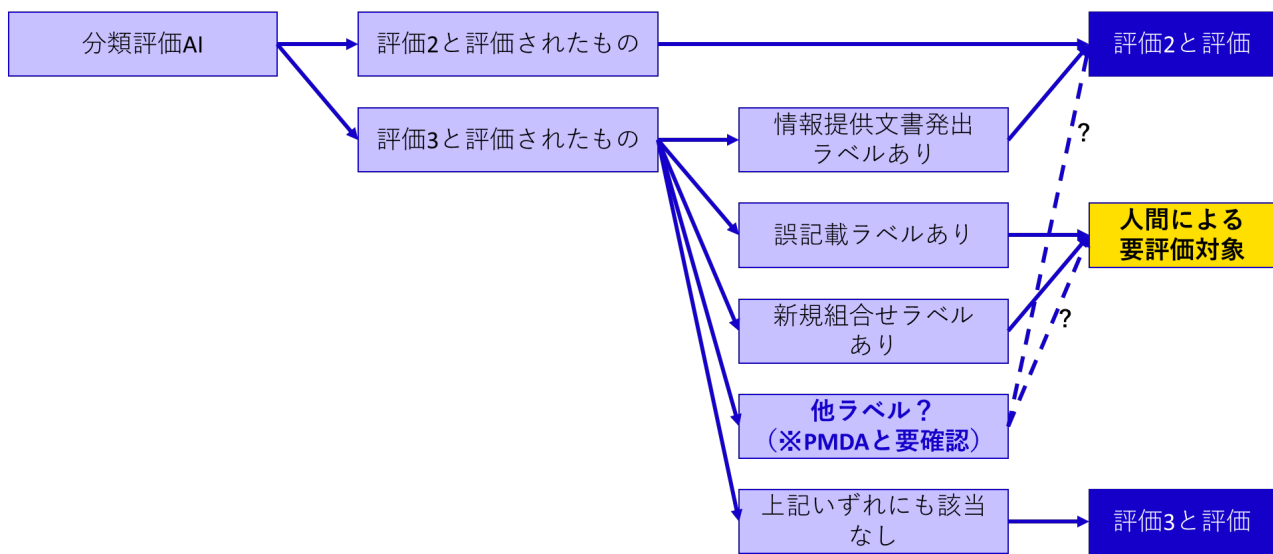 分類評価AI
評価2と評価されたもの
評価2と評価
評価3と評価されたもの
情報提供文書発出
ラベルあり
?
誤記載ラベルあり
人間による
要評価対象
新規組合せラベル
あり
?
他ラベル？
（※PMDAと要確認）
上記いずれにも該当
なし
評価3と評価